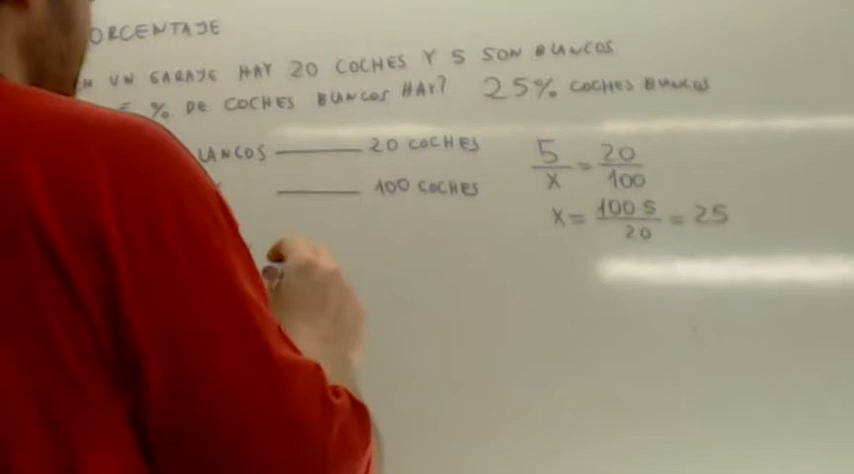 ORCENTAJE
UN GARAJE HAY 20 COCHES Y 5 SON BLANCOS
% DE COCHES BLANCOS HAY? 25% COCHES BLANCOS
LANCOS 20 COCHES
100 COCHES
5/X = 20/100
X = 100 5/20 = 25